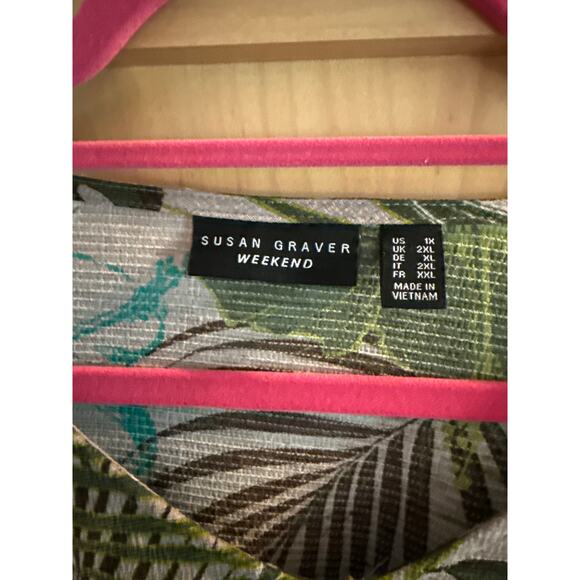 SUSAN GRAVER
WEEKEND
US 1X
UK 2XL
DE XL
IT 2XL
FR XXL
MADE IN
VIETNAM